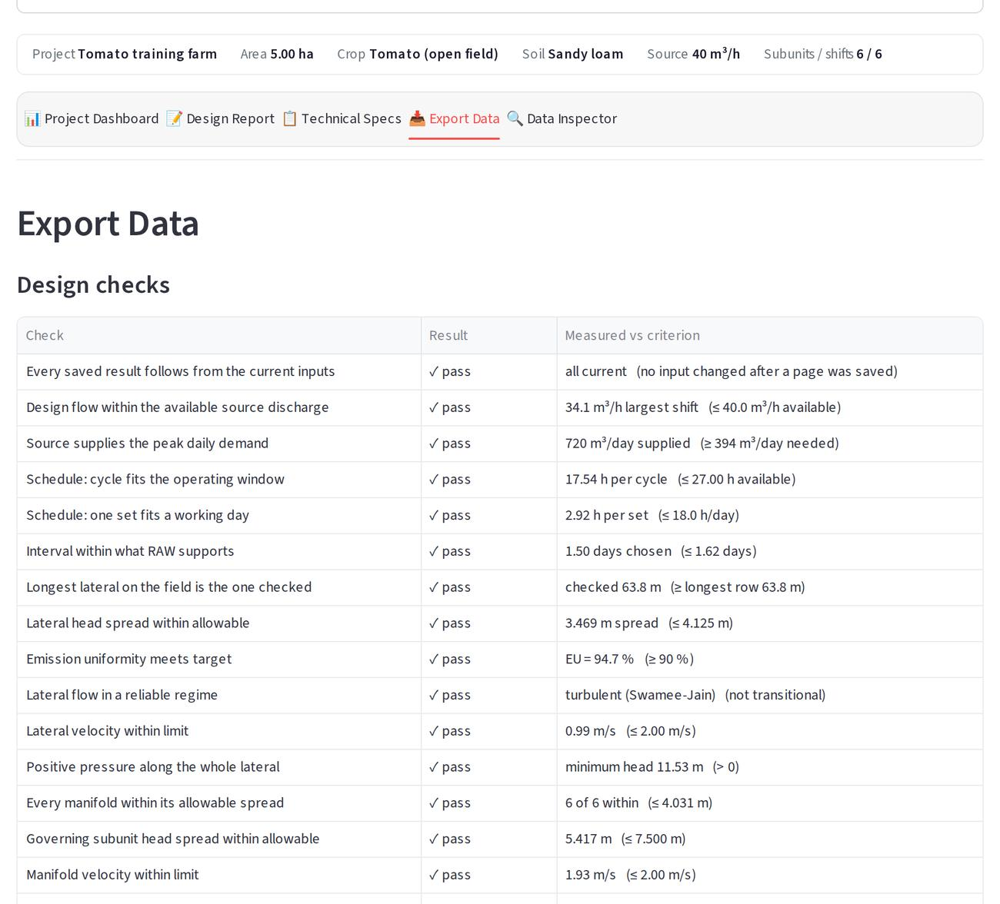 Project Tomato training farm Area 5.00 ha Crop Tomato (open field) Soil Sandy loam Source 40 m³/h Subunits / shifts 6 / 6
Project Dashboard Design Report Technical Specs Export Data Data Inspector
Export Data
Design checks
Check Result Measured vs criterion
Every saved result follows from the current inputs ✓ pass all current (no input changed after a page was saved)
Design flow within the available source discharge ✓ pass 34.1 m³/h largest shift (≤ 40.0 m³/h available)
Source supplies the peak daily demand ✓ pass 720 m³/day supplied (≥ 394 m³/day needed)
Schedule: cycle fits the operating window ✓ pass 17.54 h per cycle (≤ 27.00 h available)
Schedule: one set fits a working day ✓ pass 2.92 h per set (≤ 18.0 h/day)
Interval within what RAW supports ✓ pass 1.50 days chosen (≤ 1.62 days)
Longest lateral on the field is the one checked ✓ pass checked 63.8 m (≥ longest row 63.8 m)
Lateral head spread within allowable ✓ pass 3.469 m spread (≤ 4.125 m)
Emission uniformity meets target ✓ pass EU = 94.7 % (≥ 90 %)
Lateral flow in a reliable regime ✓ pass turbulent (Swamee-Jain) (not transitional)
Lateral velocity within limit ✓ pass 0.99 m/s (≤ 2.00 m/s)
Positive pressure along the whole lateral ✓ pass minimum head 11.53 m (> 0)
Every manifold within its allowable spread ✓ pass 6 of 6 within (≤ 4.031 m)
Governing subunit head spread within allowable ✓ pass 5.417 m (≤ 7.500 m)
Manifold velocity within limit ✓ pass 1.93 m/s (≤ 2.00 m/s)